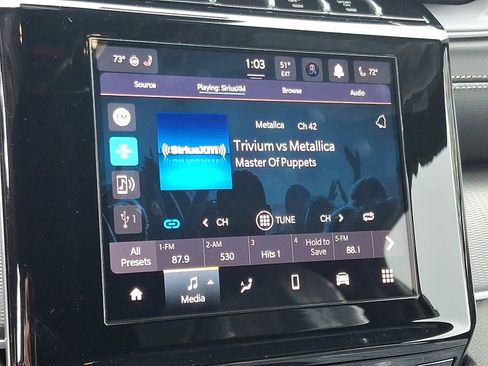 73° 1:03 51° EXT 72°
Source Playing: SiriusXM Browse Audio
FM
Metallica Ch 42
((SiriusXM))
Trivium vs Metallica
Master Of Puppets
1
CH TUNE CH
All Presets 1-FM 87.9 2-AM 530 3 Hits 1 4 Hold to Save 5-FM 88.1
Media